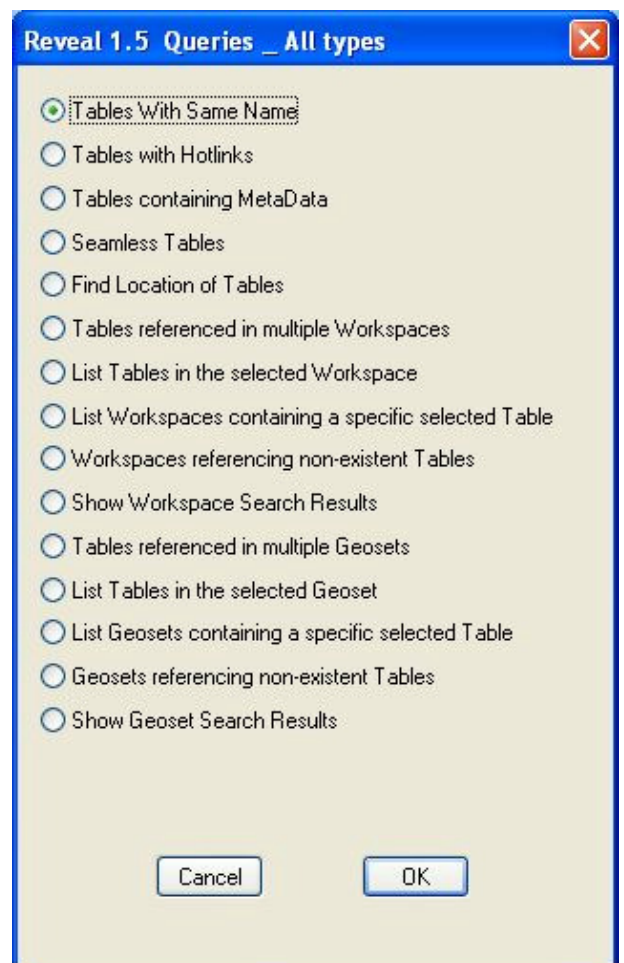 Reveal 1.5 Queries _ All types
Tables With Same Name
Tables with Hotlinks
Tables containing MetaData
Seamless Tables
Find Location of Tables
Tables referenced in multiple Workspaces
List Tables in the selected Workspace
List Workspaces containing a specific selected Table
Workspaces referencing non-existent Tables
Show Workspace Search Results
Tables referenced in multiple Geosets
List Tables in the selected Geoset
List Geosets containing a specific selected Table
Geosets referencing non-existent Tables
Show Geoset Search Results
Cancel OK